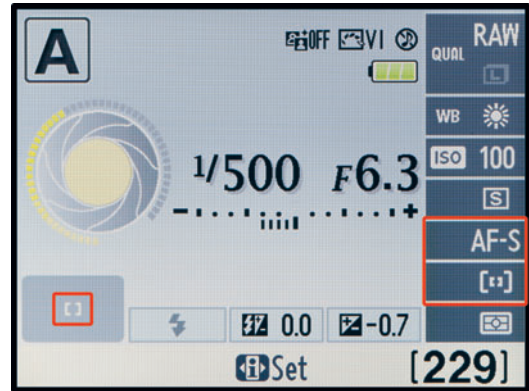 A
OFF VI
QUAL RAW
L
WB
1/500 F6.3
ISO 100
S
- +
AF-S
0.0
-0.7
i Set
[229]